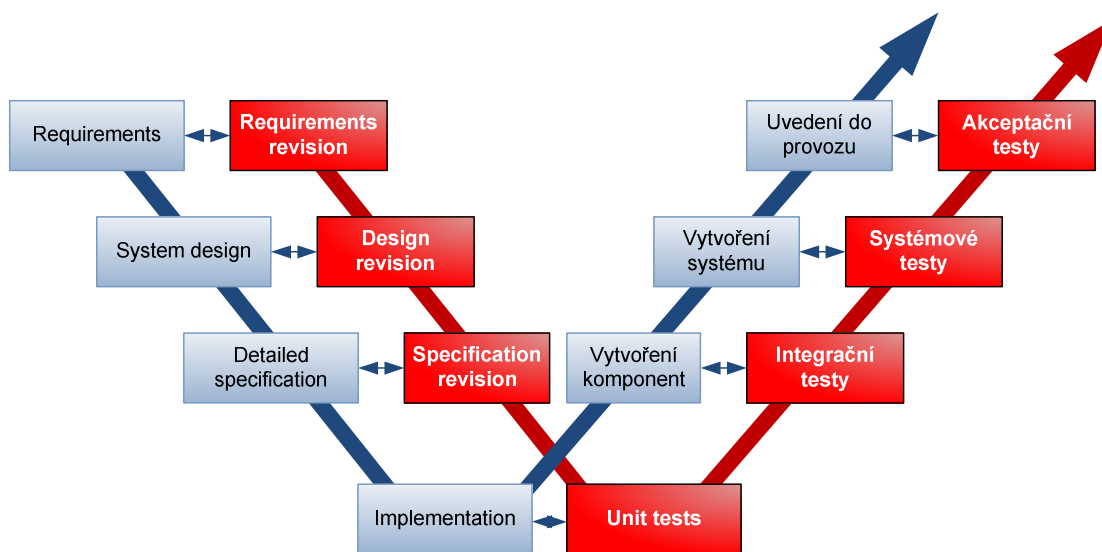 Requirements
Requirements
revision
Uvedení do
provozu
Akceptační
testy
System design
Design
revision
Vytvoření
systému
Systémové
testy
Detailed
specification
Specification
revision
Vytvoření
komponent
Integrační
testy
Implementation
Unit tests